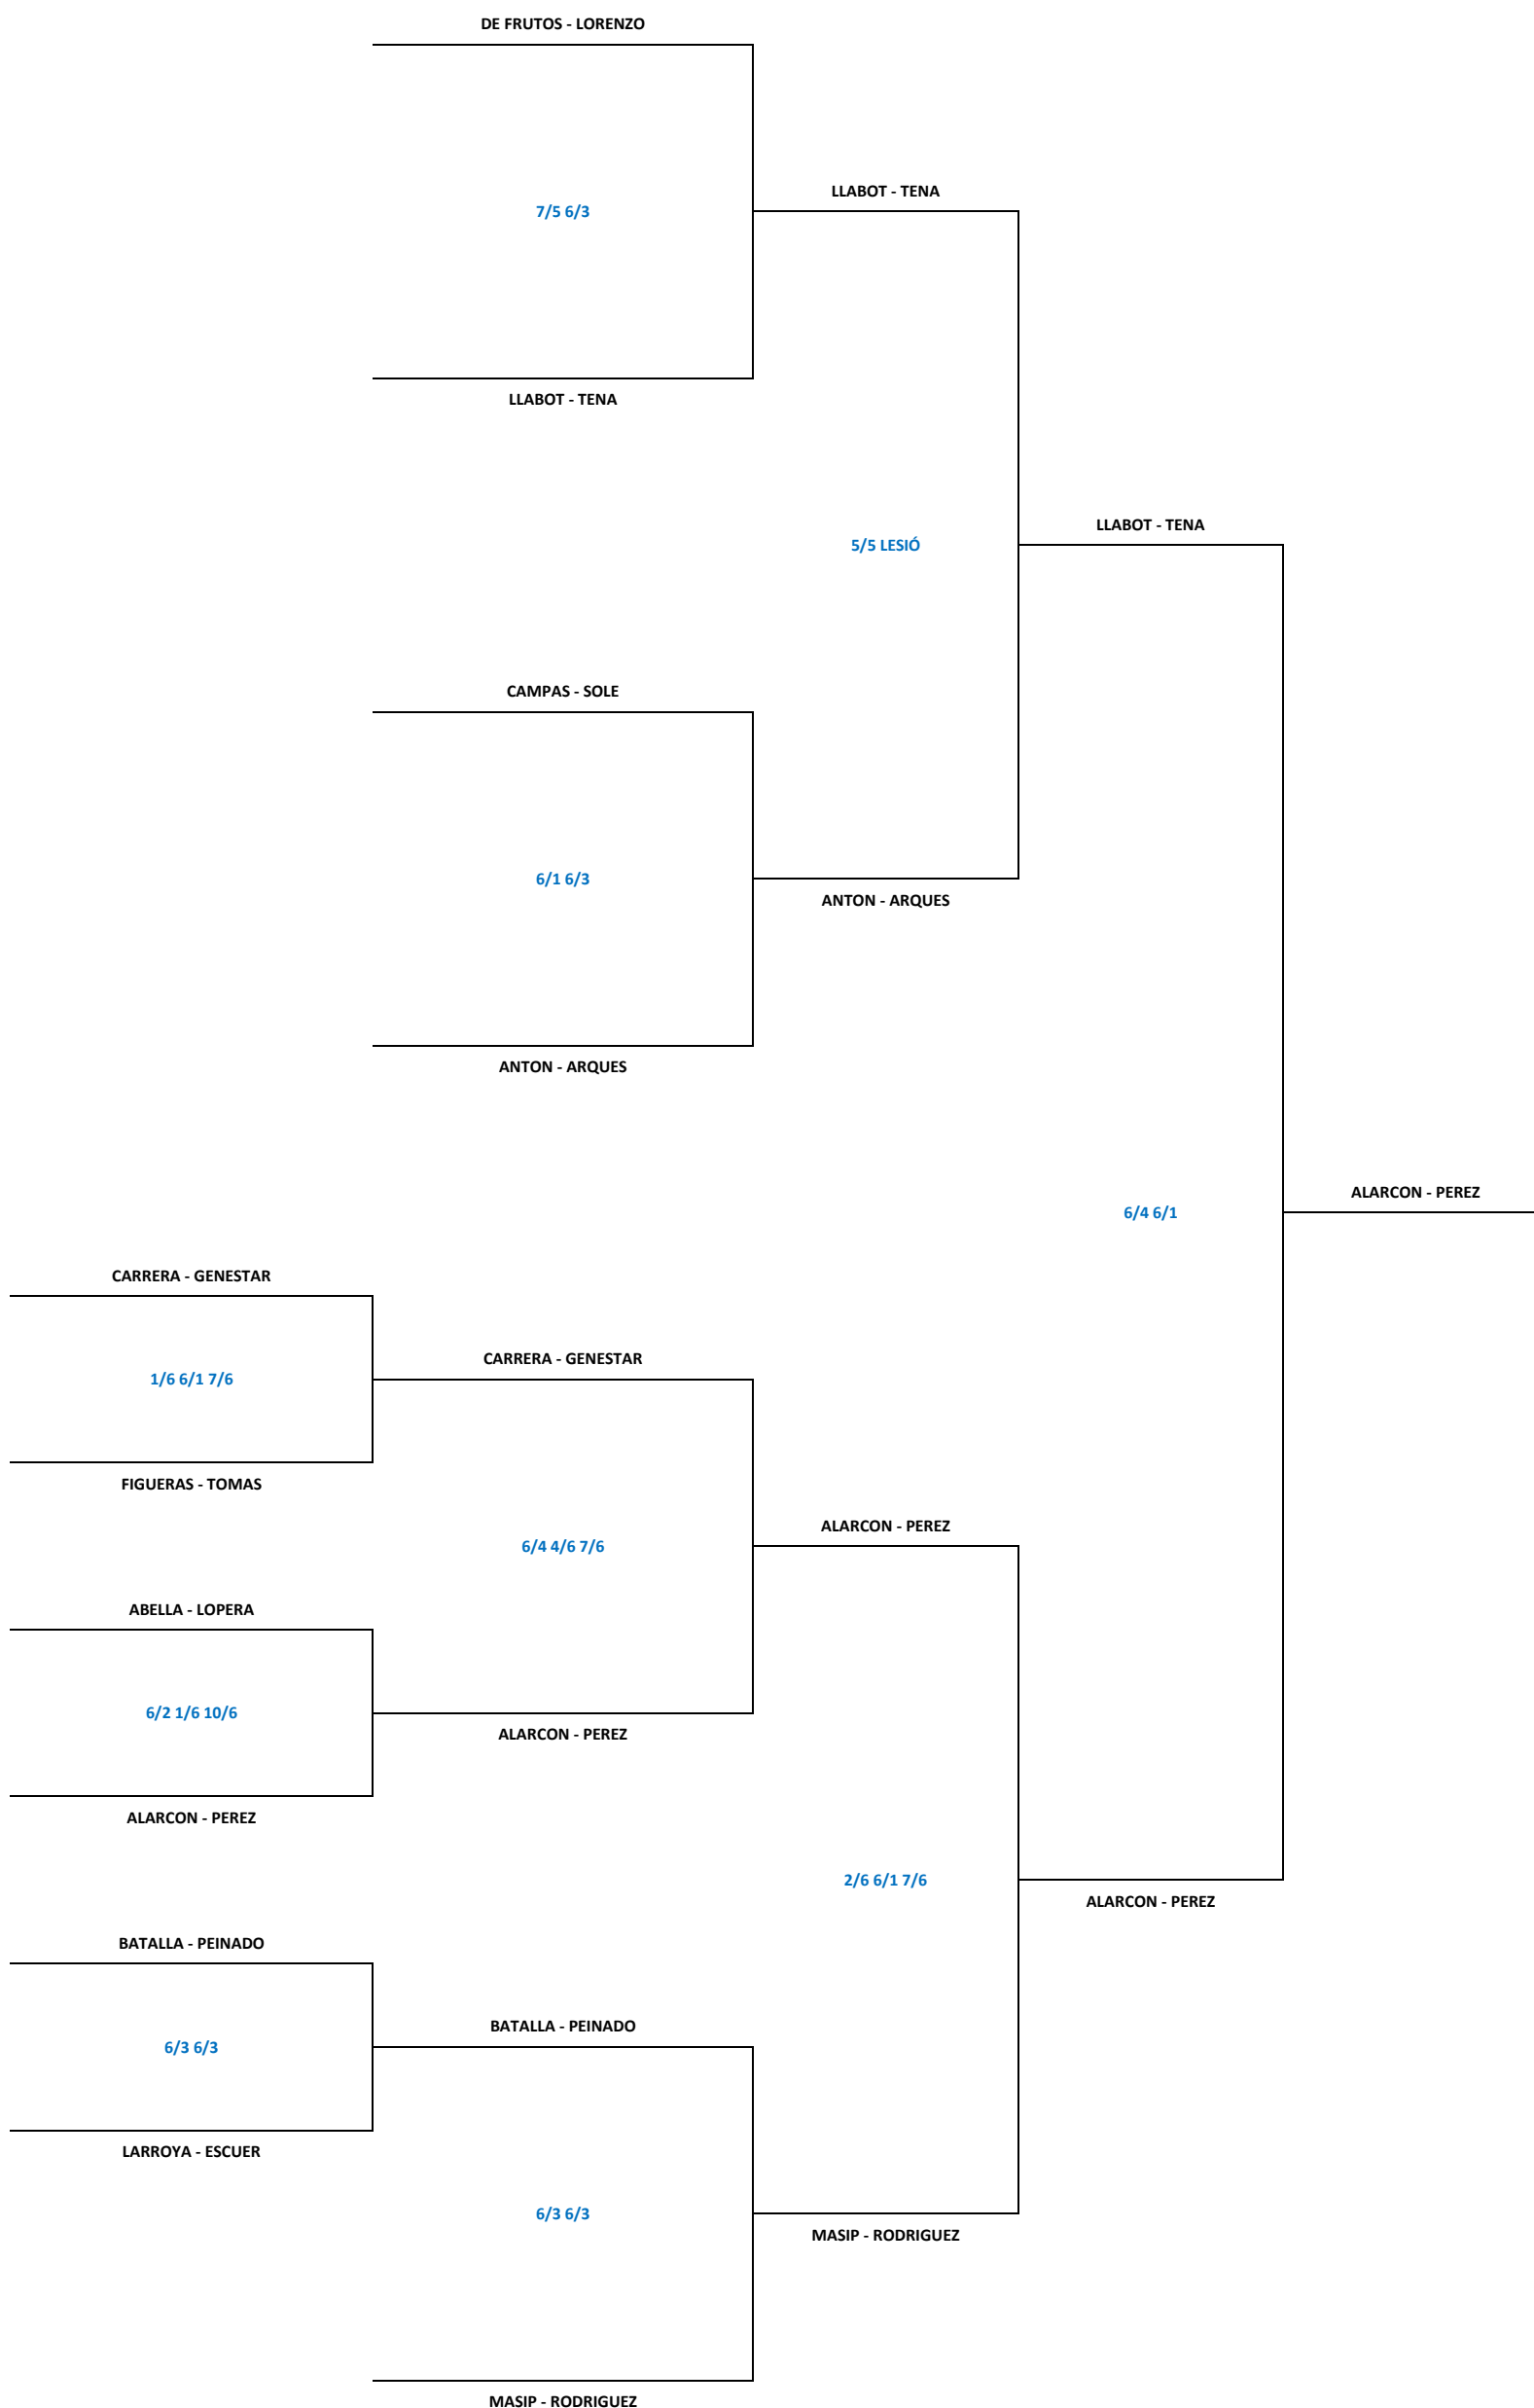 DE FRUTOS - LORENZO
LLABOT - TENA
7/5 6/3
LLABOT - TENA
LLABOT - TENA
5/5 LESIÓ
CAMPAS - SOLE
6/1 6/3
ANTON - ARQUES
ANTON - ARQUES
ALARCON - PEREZ
6/4 6/1
CARRERA - GENESTAR
CARRERA - GENESTAR
1/6 6/1 7/6
FIGUERAS - TOMAS
ALARCON - PEREZ
6/4 4/6 7/6
ABELLA - LOPERA
6/2 1/6 10/6
ALARCON - PEREZ
ALARCON - PEREZ
2/6 6/1 7/6
ALARCON - PEREZ
BATALLA - PEINADO
BATALLA - PEINADO
6/3 6/3
LARROYA - ESCUER
6/3 6/3
MASIP - RODRIGUEZ
MASIP - RODRIGUEZ